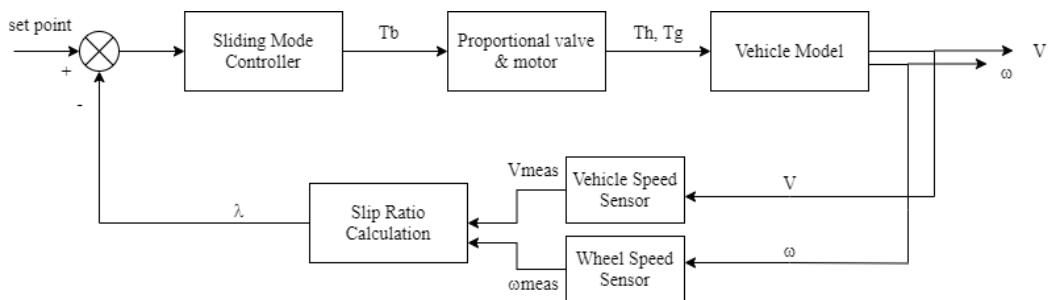 set point
+
-
Sliding Mode
Controller
Tb
Proportional valve
& motor
Th, Tg
Vehicle Model
V
ω
Vmeas
Vehicle Speed
Sensor
V
λ
Slip Ratio
Calculation
Wheel Speed
Sensor
ω
ωmeas